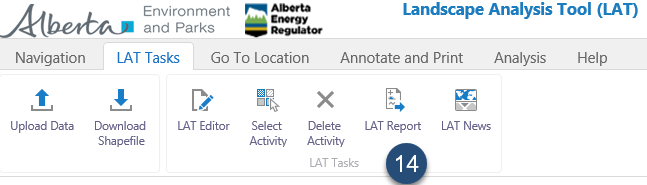 Alberta Environment and Parks
Alberta Energy Regulator
Landscape Analysis Tool (LAT)
Navigation LAT Tasks Go To Location Annotate and Print Analysis Help
Upload Data Download Shapefile LAT Editor Select Activity Delete Activity LAT Report LAT News
LAT Tasks
14